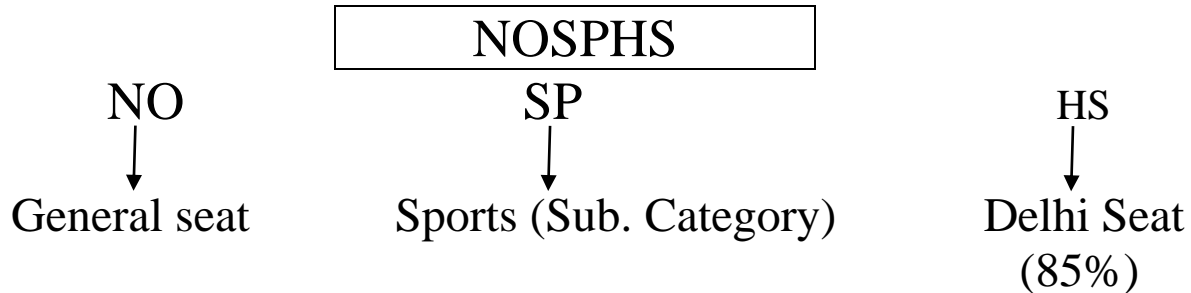 NOSPHS
NO SP HS
General seat Sports (Sub. Category) Delhi Seat
(85%)